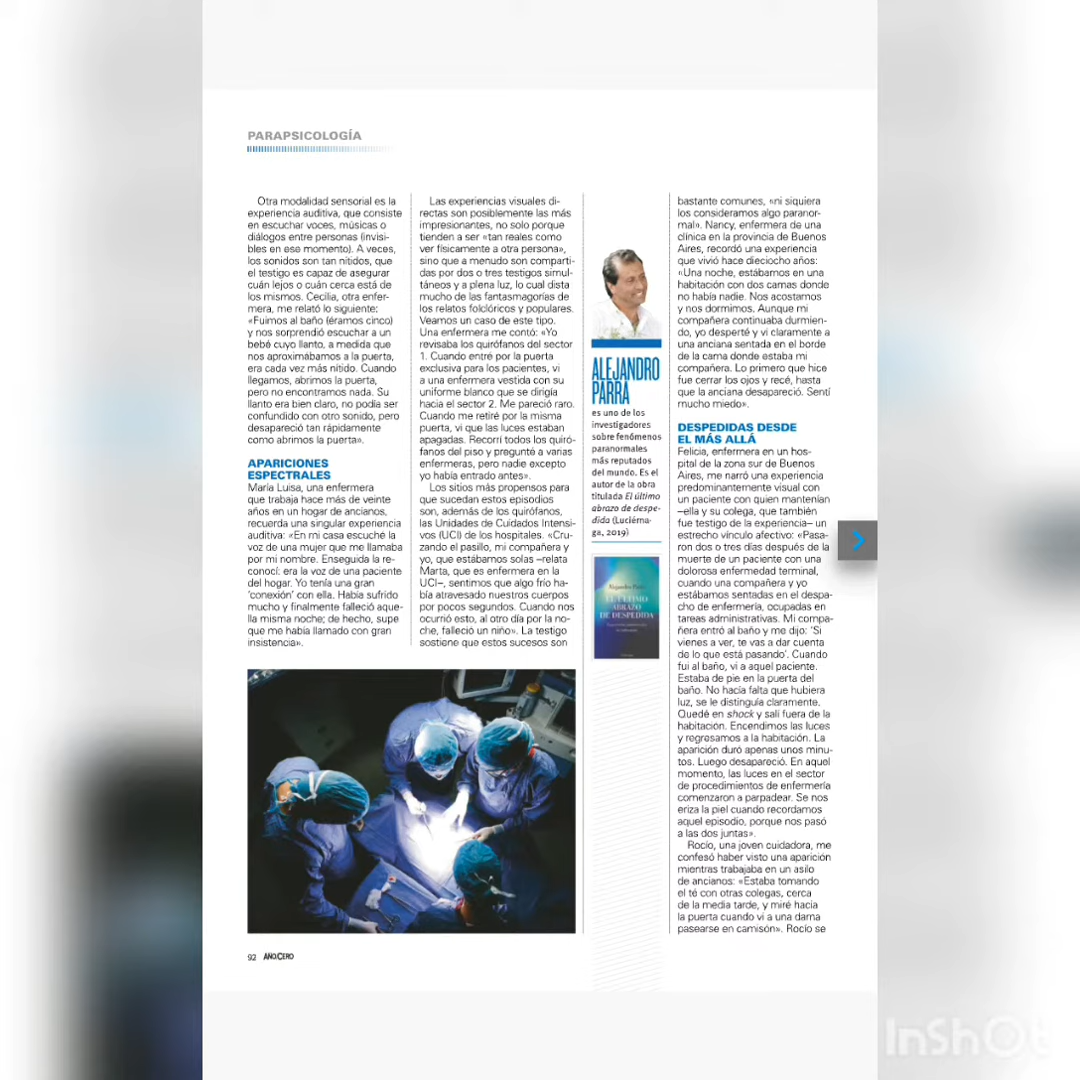 PARAPSICOLOGÍA
Otra modalidad sensorial es la
experiencia auditiva, que consiste
en escuchar voces, músicas o
diálogos entre personas (invisi-
bles en ese momento). A veces,
los sonidos son tan nítidos, que
el testigo es capaz de asegurar
cuán lejos o cuán cerca está de
los mismos. Cecilia, otra enfer-
mera, me relató lo siguiente:
«Fuimos al baño (éramos cinco)
y nos sorprendió escuchar a un
bebé cuyo llanto, a medida que
nos aproximábamos a la puerta,
era cada vez más nítido. Cuando
llegamos, abrimos la puerta,
pero no encontramos nada. Su
llanto era bien claro, no podía ser
confundido con otro sonido, pero
desapareció tan rápidamente
como abrimos la puerta».
APARICIONES
ESPECTRALES
María Luisa, una enfermera
que trabaja hace más de veinte
años en un hogar de ancianos,
recuerda una singular experiencia
auditiva: «En mi casa escuché la
voz de una mujer que me llamaba
por mi nombre. Enseguida la re-
conocí: era la voz de una paciente
del hogar. Yo tenía una gran
'conexión' con ella. Había sufrido
mucho y finalmente falleció aque-
lla misma noche; de hecho, supe
que me había llamado con gran
insistencia».
Las experiencias visuales di-
rectas son posiblemente las más
impresionantes, no solo porque
tienden a ser «tan reales como
ver físicamente a otra persona»,
sino que a menudo son comparti-
das por dos o tres testigos simul-
táneos y a plena luz, lo cual dista
mucho de las fantasmagorías de
los relatos folclóricos y populares.
Veamos un caso de este tipo.
Una enfermera me contó: «Yo
revisaba los quirófanos del sector
1. Cuando entré por la puerta
exclusiva para los pacientes, vi
a una enfermera vestida con su
uniforme blanco que se dirigía
hacia el sector 2. Me pareció raro.
Cuando me retiré por la misma
puerta, vi que las luces estaban
apagadas. Recorrí todos los quiró-
fanos del piso y pregunté a varias
enfermeras, pero nadie excepto
yo había entrado antes».
Los sitios más propensos para
que sucedan estos episodios
son, además de los quirófanos,
las Unidades de Cuidados Intensi-
vos (UCI) de los hospitales. «Cru-
zando el pasillo, mi compañera y
yo, que estábamos solas –relata
Marta, que es enfermera en la
UCI–, sentimos que algo frío ha-
bía atravesado nuestros cuerpos
por pocos segundos. Cuando nos
ocurrió esto, al otro día por la no-
che, falleció un niño». La testigo
sostiene que estos sucesos son
ALEJANDRO
PARRA
es uno de los
investigadores
sobre fenómenos
paranormales
más reputados
del mundo. Es el
autor de la obra
titulada El último
abrazo de despe-
dida (Luciérna-
ga, 2019)
Alejandro Parra
EL ÚLTIMO
ABRAZO
DE DESPEDIDA
bastante comunes, «ni siquiera
los consideramos algo paranor-
mal». Nancy, enfermera de una
clínica en la provincia de Buenos
Aires, recordó una experiencia
que vivió hace dieciocho años:
«Una noche, estábamos en una
habitación con dos camas donde
no había nadie. Nos acostamos
y nos dormimos. Aunque mi
compañera continuaba durmien-
do, yo desperté y vi claramente a
una anciana sentada en el borde
de la cama donde estaba mi
compañera. Lo primero que hice
fue cerrar los ojos y recé, hasta
que la anciana desapareció. Sentí
mucho miedo».
DESPEDIDAS DESDE
EL MÁS ALLÁ
Felicia, enfermera en un hos-
pital de la zona sur de Buenos
Aires, me narró una experiencia
predominantemente visual con
un paciente con quien mantenían
–ella y su colega, que también
fue testigo de la experiencia– un
estrecho vínculo afectivo: «Pasa-
ron dos o tres días después de la
muerte de un paciente con una
dolorosa enfermedad terminal,
cuando una compañera y yo
estábamos sentadas en el despa-
cho de enfermería, ocupadas en
tareas administrativas. Mi compa-
ñera entró al baño y me dijo: 'Si
vienes a ver, te vas a dar cuenta
de lo que está pasando'. Cuando
fui al baño, vi a aquel paciente.
Estaba de pie en la puerta del
baño. No hacía falta que hubiera
luz, se le distinguía claramente.
Quedé en shock y salí fuera de la
habitación. Encendimos las luces
y regresamos a la habitación. La
aparición duró apenas unos minu-
tos. Luego desapareció. En aquel
momento, las luces en el sector
de procedimientos de enfermería
comenzaron a parpadear. Se nos
eriza la piel cuando recordamos
aquel episodio, porque nos pasó
a las dos juntas».
Rocío, una joven cuidadora, me
confesó haber visto una aparición
mientras trabajaba en un asilo
de ancianos: «Estaba tomando
el té con otras colegas, cerca
de la media tarde, y miré hacia
la puerta cuando vi a una dama
pasearse en camisón». Rocío se
92 AÑO/CERO
InShOt